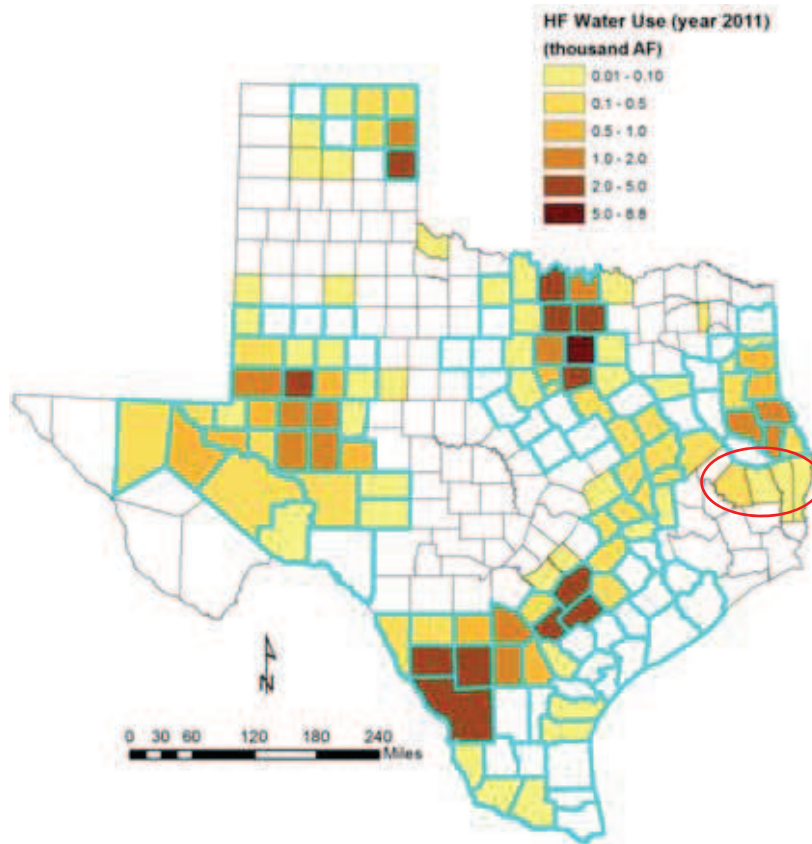 HF Water Use (year 2011)
(thousand AF)
0.01 - 0.10
0.1 - 0.5
0.5 - 1.0
1.0 - 2.0
2.0 - 5.0
5.0 - 8.8
N
0 30 60 120 180 240
Miles